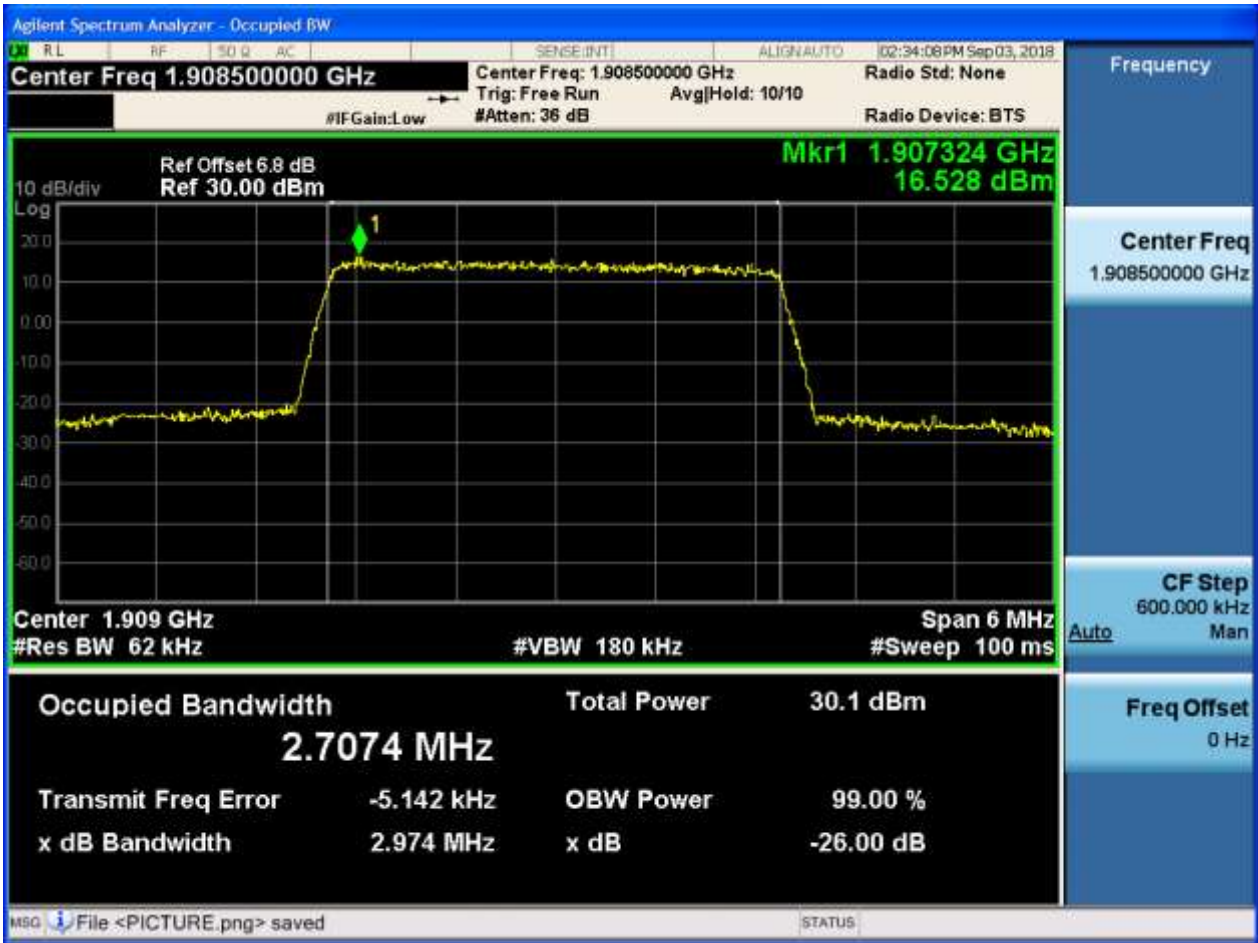 Agilent Spectrum Analyzer - Occupied BW
RL RF 50 Ω AC SENSE:INT ALIGNAUTO 02:34:08 PM Sep 03, 2018
Center Freq 1.908500000 GHz
Center Freq: 1.908500000 GHz Radio Std: None
Trig: Free Run Avg|Hold: 10/10
#IFGain:Low #Atten: 36 dB Radio Device: BTS
Mkr1 1.907324 GHz
16.528 dBm
Ref Offset 6.8 dB
10 dB/div Ref 30.00 dBm
Log
1
20.0
10.0
0.00
-10.0
-20.0
-30.0
-40.0
-50.0
-60.0
Center 1.909 GHz Span 6 MHz
#Res BW 62 kHz #VBW 180 kHz #Sweep 100 ms
Occupied Bandwidth Total Power 30.1 dBm
2.7074 MHz
Transmit Freq Error -5.142 kHz OBW Power 99.00 %
x dB Bandwidth 2.974 MHz x dB -26.00 dB
Frequency
Center Freq
1.908500000 GHz
CF Step
600.000 kHz
Auto Man
Freq Offset
0 Hz
MSG File <PICTURE.png> saved STATUS